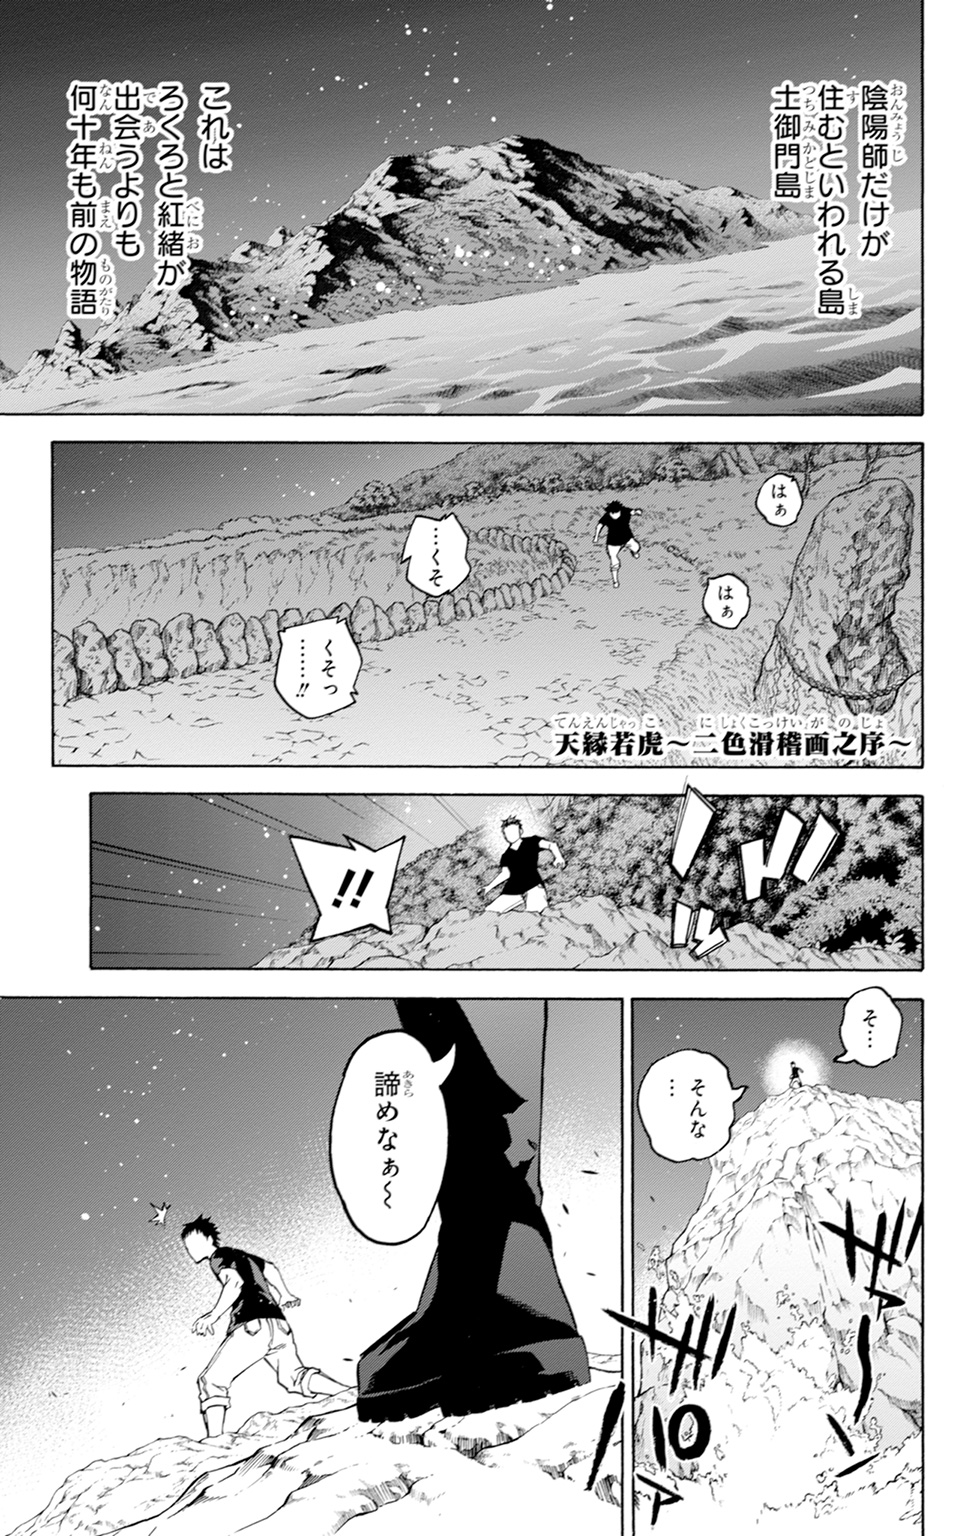 陰陽師だけが
住むといわれる島
土御門島
これは
ろくろと紅緒が
出会うよりも
何十年も前の物語
はぁ
はぁ
…くそ
くそっ
……!!
天縁若虎～二色滑稽画之序～
!!
そ…
そんな
…
諦めなぁ～